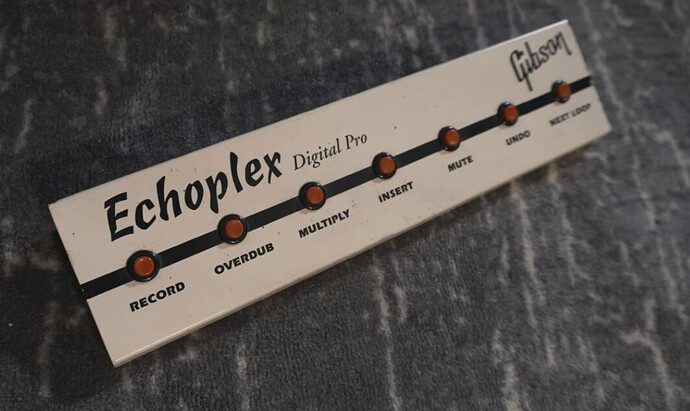 Gibson
Echoplex Digital Pro
RECORD OVERDUB MULTIPLY INSERT MUTE UNDO NEXT LOOP